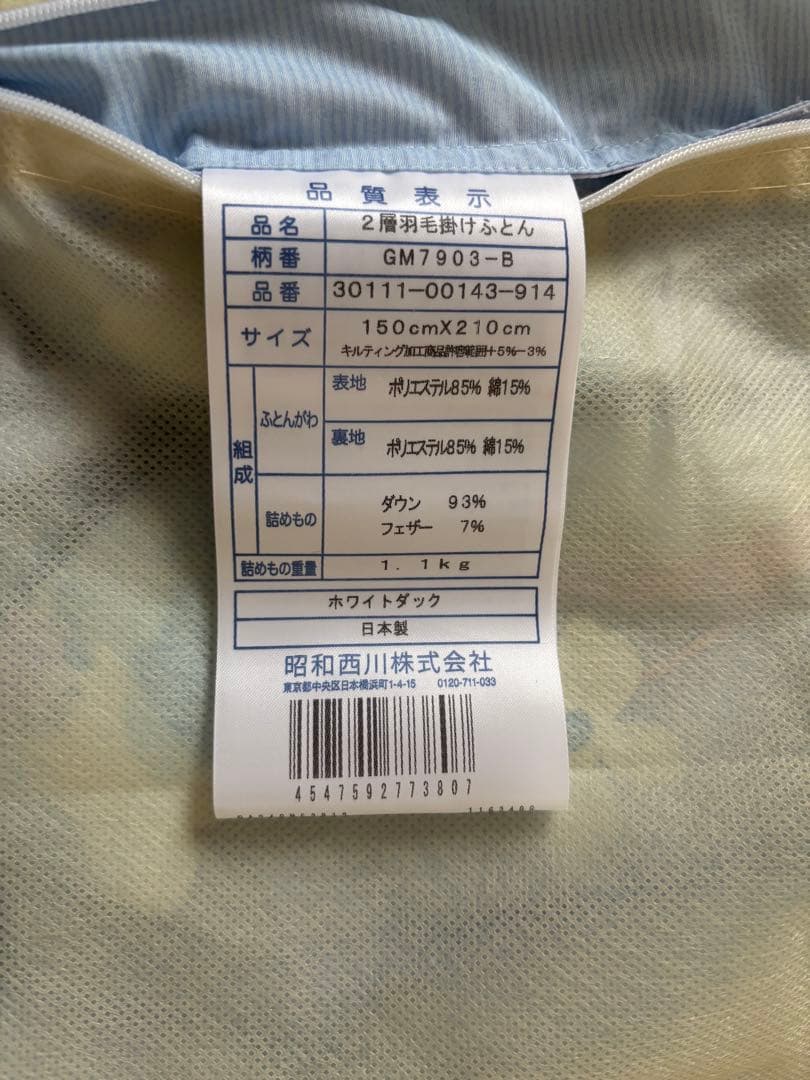 品質表示
品名 2層羽毛掛けふとん
柄番 GM7903-B
品番 30111-00143-914
サイズ 150cmX210cm
キルティング加工商品許容範囲+5%-3%
組成 ふとんがわ 表地 ポリエステル85% 綿15%
裏地 ポリエステル85% 綿15%
詰めもの ダウン 93%
フェザー 7%
詰めもの重量 1.1kg
ホワイトダック
日本製
昭和西川株式会社
東京都中央区日本橋浜町1-4-15 0120-711-033
4547592773807